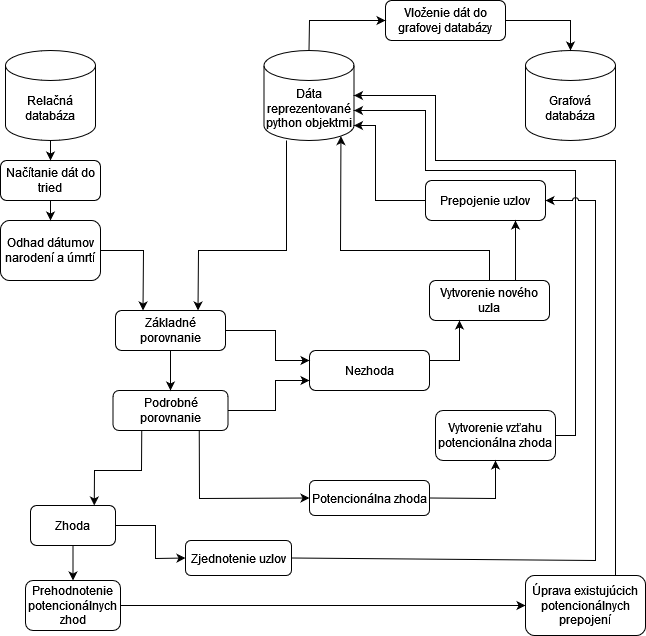 Vloženie dát do
grafovej databázy
Relačná
databáza
Dáta
reprezentované
python objektmi
Grafová
databáza
Načítanie dát do
tried
Prepojenie uzlov
Odhad dátumov
narodení a úmrtí
Vytvorenie nového
uzla
Základné
porovnanie
Nezhoda
Podrobné
porovnanie
Vytvorenie vzťahu
potencionálna zhoda
Potencionálna zhoda
Zhoda
Zjednotenie uzlov
Prehodnotenie
potencionálnych
zhod
Úprava existujúcich
potencionálnych
prepojení